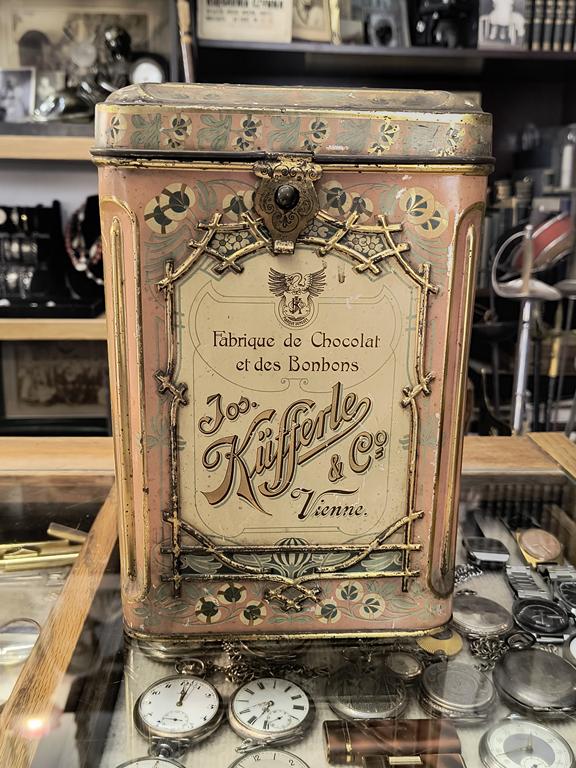 Fabrique de Chocolat
et des Bonbons
Jos.
Küfferle
& Co
Vienne.